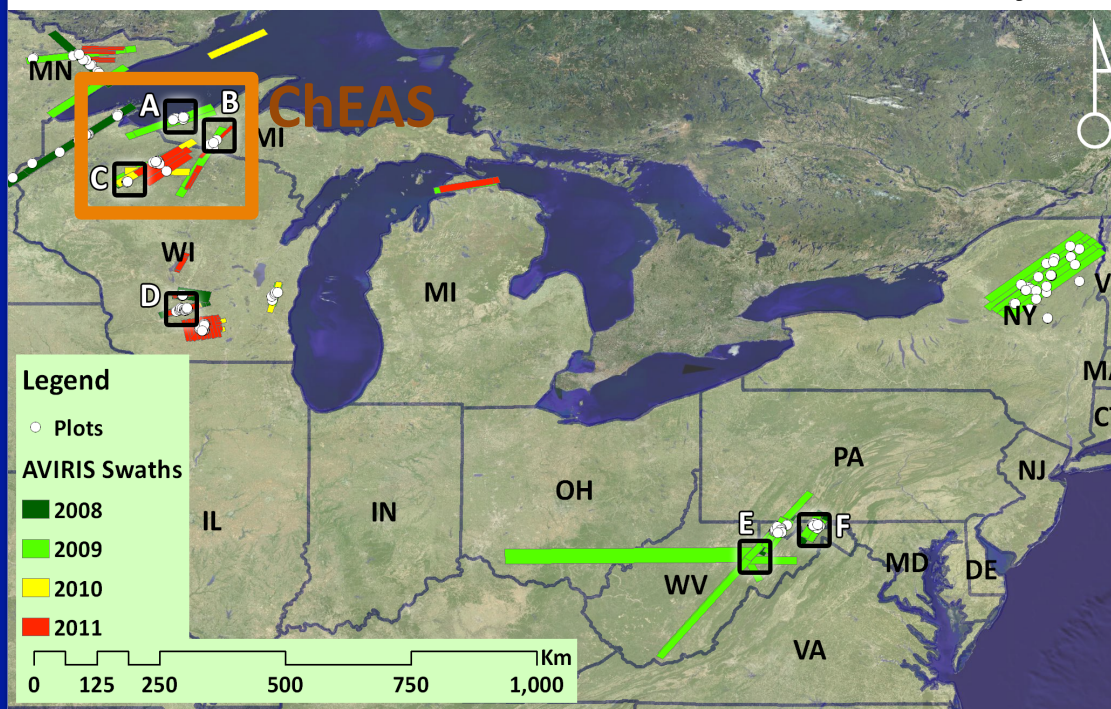 MN
A
B
ChEAS
MI
C
WI
D
MI
V
NY
MA
C
Legend
Plots
AVIRIS Swaths
2008
2009
2010
2011
IL
IN
OH
PA
NJ
E
F
WV
MD
DE
VA
Km
0
125
250
500
750
1,000